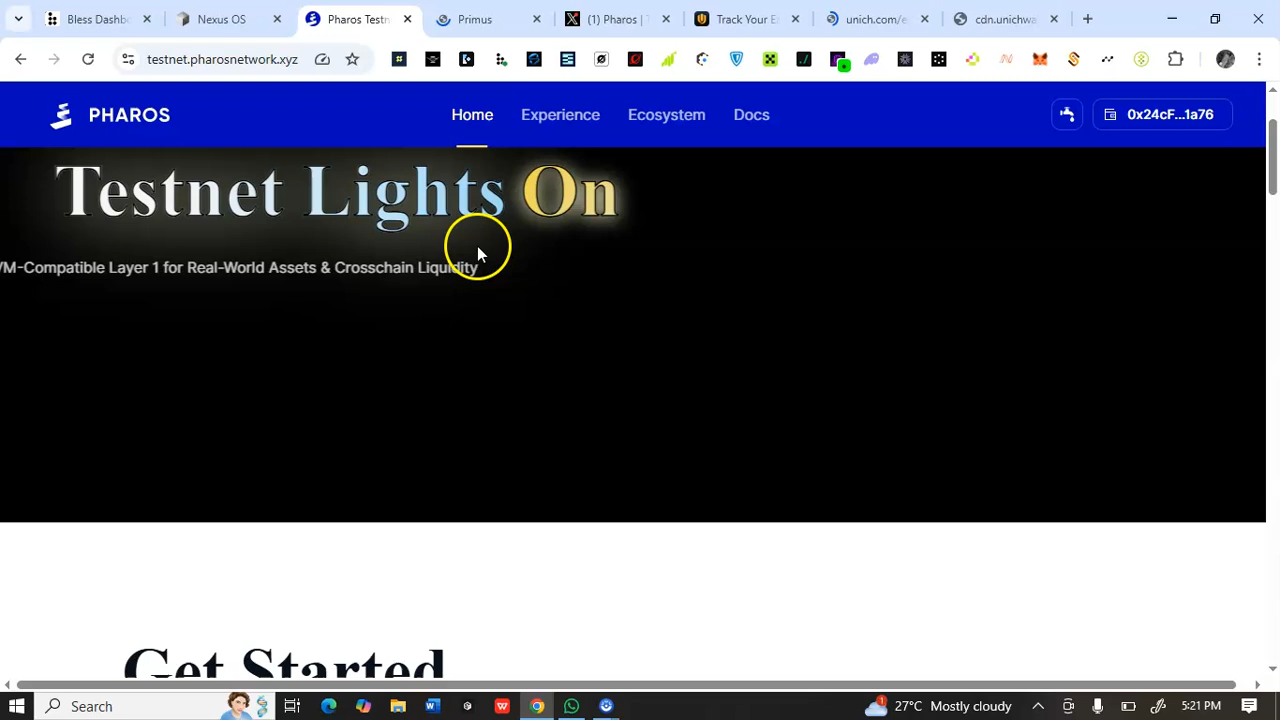 Bless Dashb
Nexus OS
Pharos Testn
Primus
(1) Pharos | T
Track Your E
unich.com/e
cdn.unichwa
testnet.pharosnetwork.xyz
PHAROS
Home
Experience
Ecosystem
Docs
0x24cF...1a76
Testnet Lights On
VM-Compatible Layer 1 for Real-World Assets & Crosschain Liquidity
Get Started
Search
27°C Mostly cloudy
5:21 PM